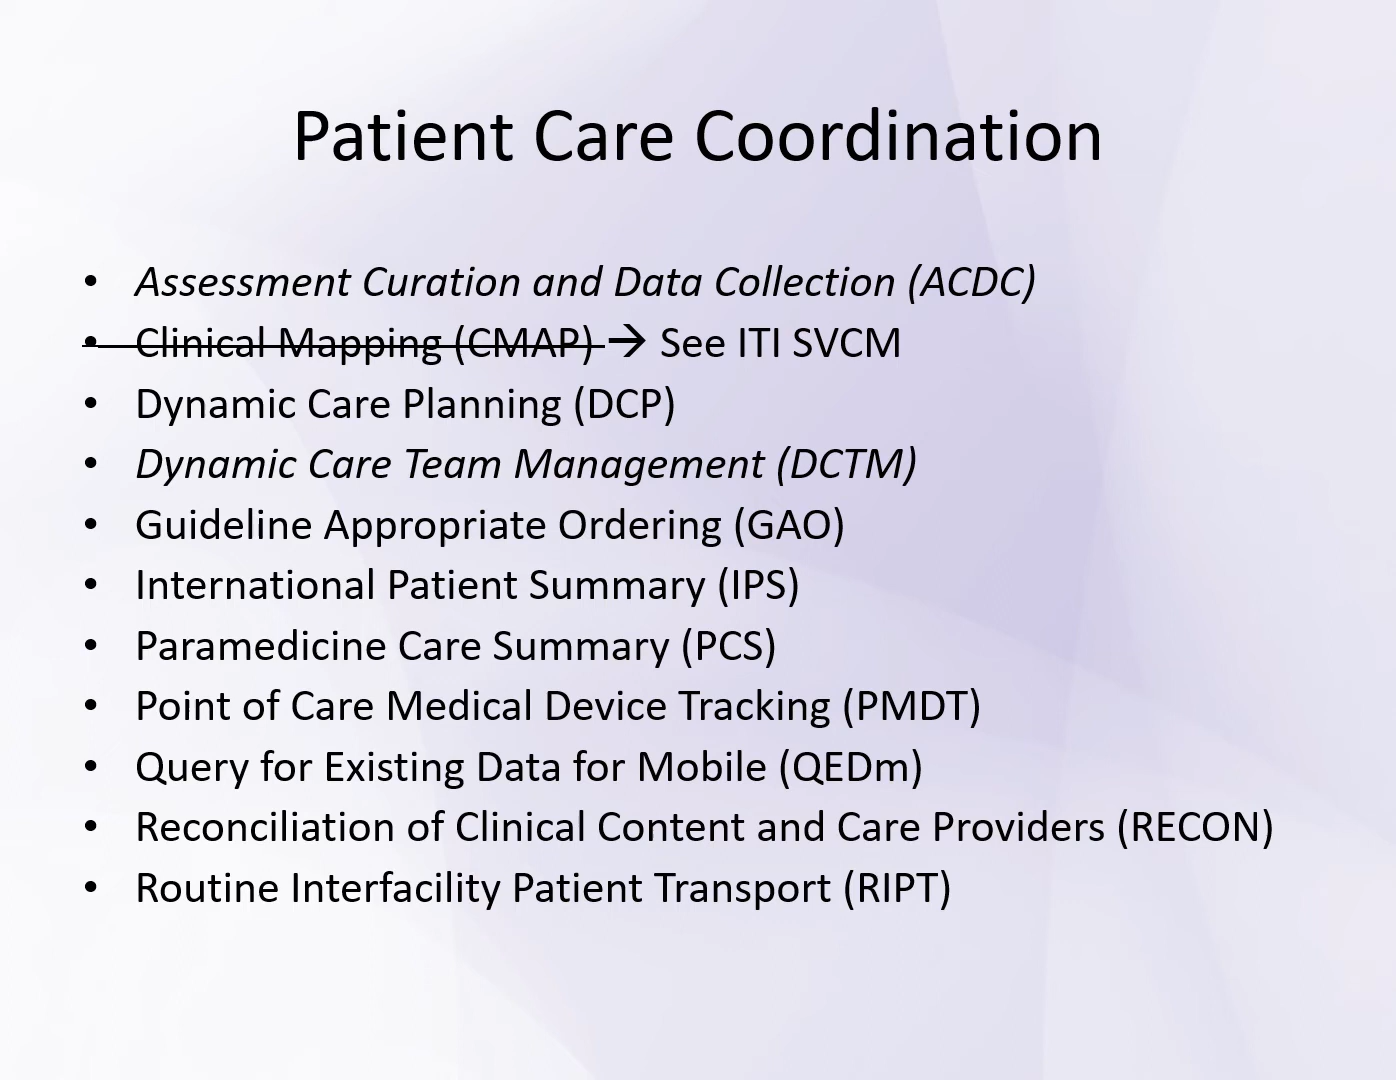 Patient Care Coordination
• Assessment Curation and Data Collection (ACDC)
• Clinical Mapping (CMAP) → See ITI SVCM
• Dynamic Care Planning (DCP)
• Dynamic Care Team Management (DCTM)
• Guideline Appropriate Ordering (GAO)
• International Patient Summary (IPS)
• Paramedicine Care Summary (PCS)
• Point of Care Medical Device Tracking (PMDT)
• Query for Existing Data for Mobile (QEDm)
• Reconciliation of Clinical Content and Care Providers (RECON)
• Routine Interfacility Patient Transport (RIPT)